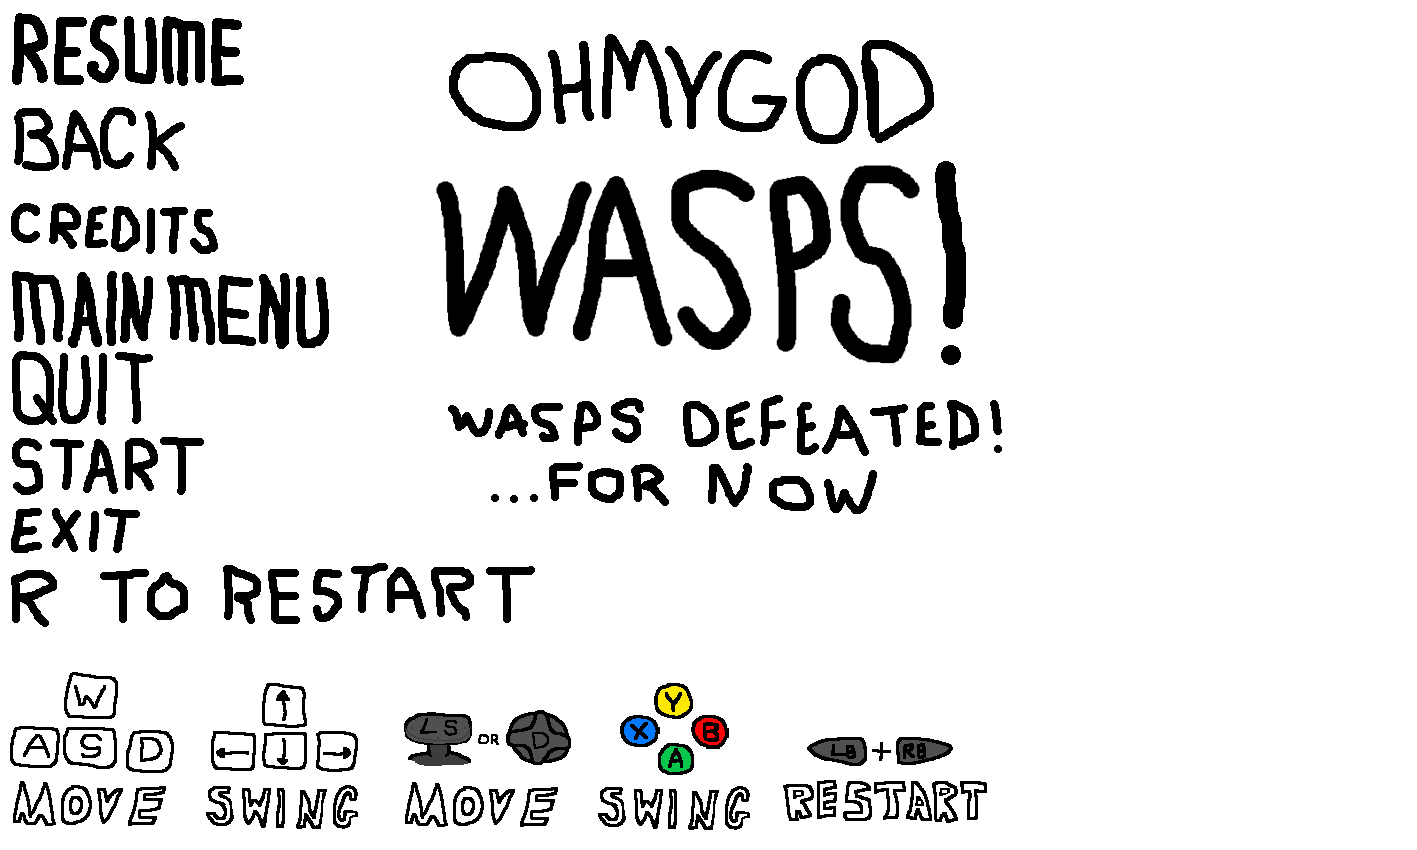 RESUME
BACK
CREDITS
MAIN MENU
QUIT
START
EXIT
R TO RESTART
OHMYGOD
WASPS!
WASPS DEFEATED!
...FOR NOW
W
A S D
MOVE
↑
← ↓ →
SWING
LS OR D
MOVE
Y
X B
A
SWING
LB + RB
RESTART